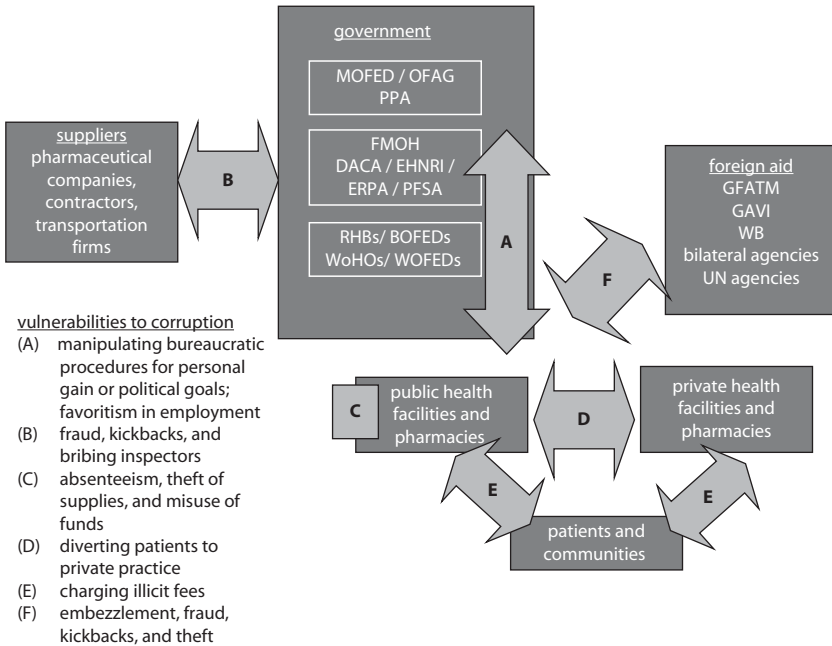 government
MOFED / OFAG
PPA
FMOH
DACA / EHNRI /
ERPA / PFSA
RHBs/ BOFEDs
WoHOs/ WOFEDs
suppliers
pharmaceutical
companies,
contractors,
transportation
firms
B
A
foreign aid
GFATM
GAVI
WB
bilateral agencies
UN agencies
F
vulnerabilities to corruption
(A) manipulating bureaucratic
procedures for personal
gain or political goals;
favoritism in employment
(B) fraud, kickbacks, and
bribing inspectors
(C) absenteeism, theft of
supplies, and misuse of
funds
(D) diverting patients to
private practice
(E) charging illicit fees
(F) embezzlement, fraud,
kickbacks, and theft
C
public health
facilities and
pharmacies
D
private health
facilities and
pharmacies
E
E
patients and
communities